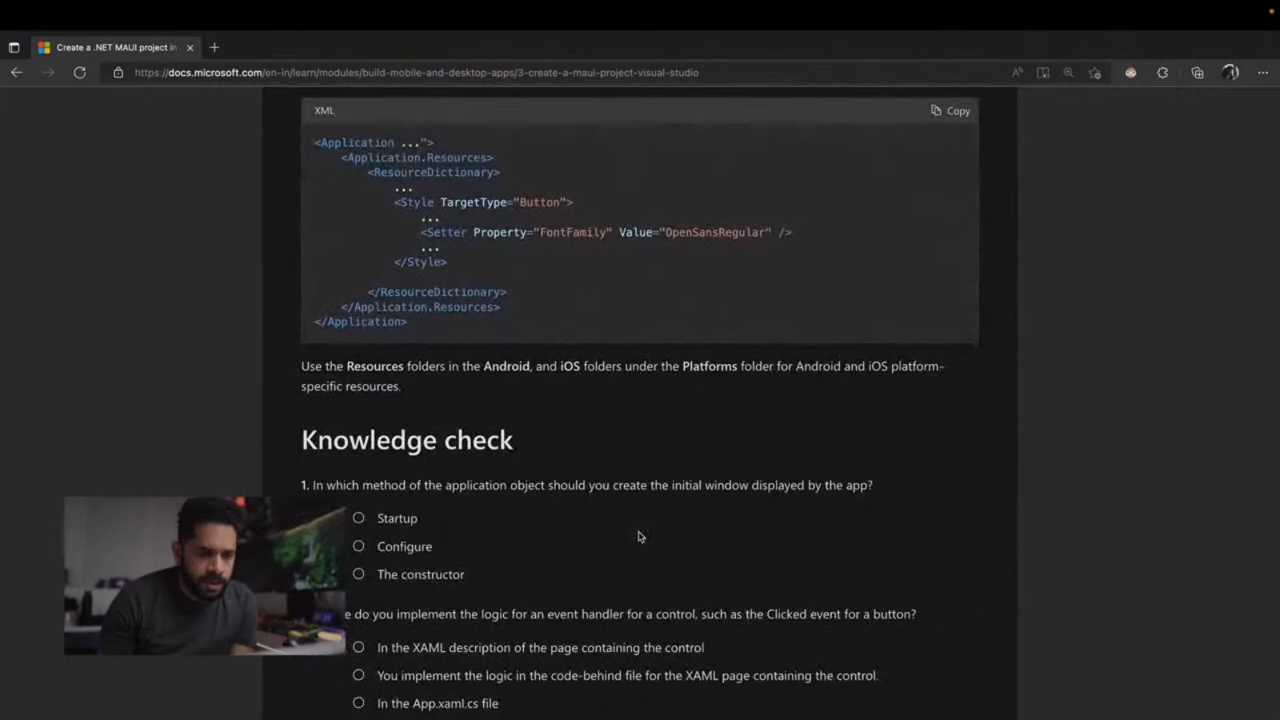 Create a .NET MAUI project in
https://docs.microsoft.com/en-in/learn/modules/build-mobile-and-desktop-apps/3-create-a-maui-project-visual-studio
XML
Copy
<Application ...">
<Application.Resources>
<ResourceDictionary>
...
<Style TargetType="Button">
...
<Setter Property="FontFamily" Value="OpenSansRegular" />
...
</Style>
</ResourceDictionary>
</Application.Resources>
</Application>
Use the Resources folders in the Android, and iOS folders under the Platforms folder for Android and iOS platform-
specific resources.
Knowledge check
1. In which method of the application object should you create the initial window displayed by the app?
Startup
Configure
The constructor
e do you implement the logic for an event handler for a control, such as the Clicked event for a button?
In the XAML description of the page containing the control
You implement the logic in the code-behind file for the XAML page containing the control.
In the App.xaml.cs file